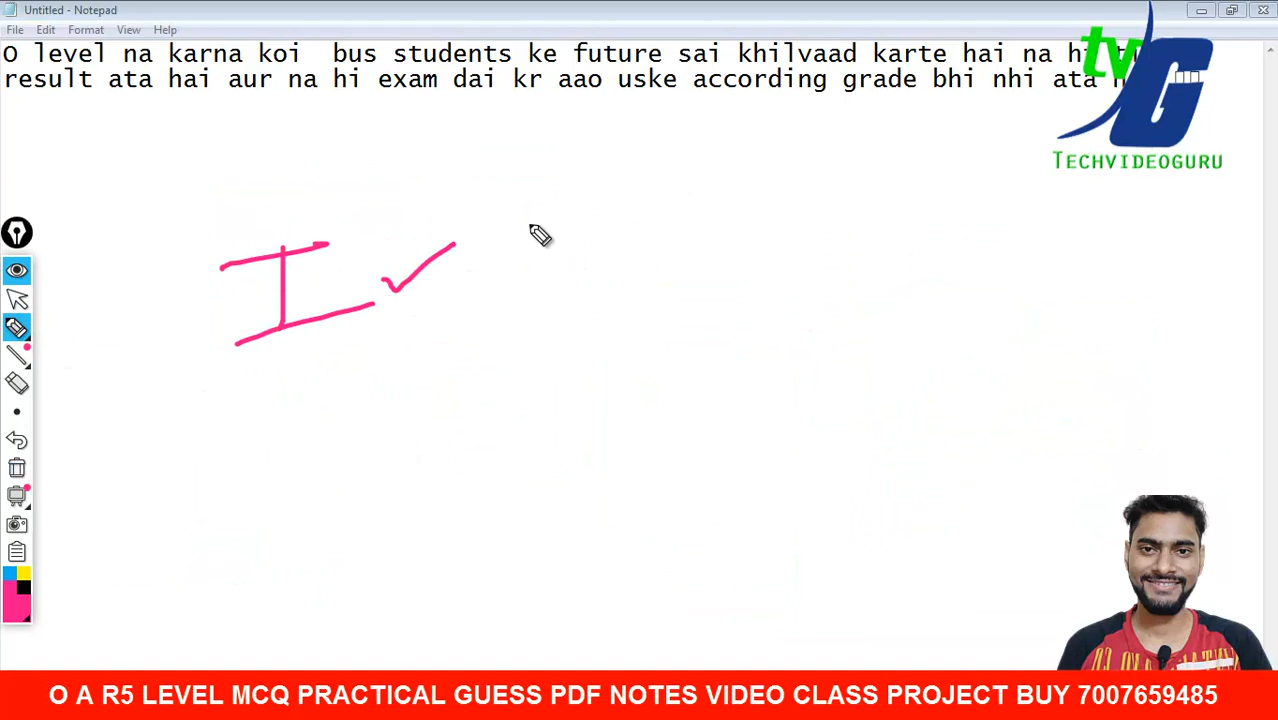 Untitled - Notepad
File Edit Format View Help
O level na karna koi bus students ke future sai khilvaad karte hai na hi
result ata hai aur na hi exam dai kr aao uske according grade bhi nhi ata
tv G
TECHVIDEOGURU
I
O A R5 LEVEL MCQ PRACTICAL GUESS PDF NOTES VIDEO CLASS PROJECT BUY 7007659485